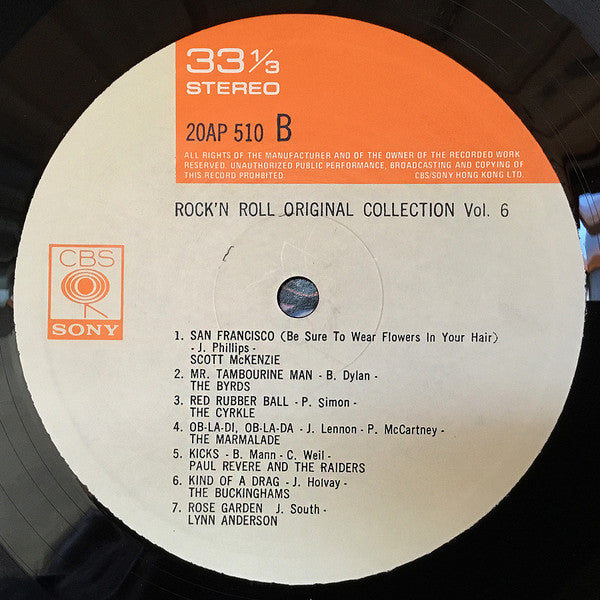 33 1/3
STEREO
20AP 510 B
ALL RIGHTS OF THE MANUFACTURER AND OF THE OWNER OF THE RECORDED WORK
RESERVED. UNAUTHORIZED PUBLIC PERFORMANCE, BROADCASTING AND COPYING OF
THIS RECORD PROHIBITED. CBS/SONY HONG KONG LTD.
ROCK'N ROLL ORIGINAL COLLECTION Vol. 6
CBS
SONY
1. SAN FRANCISCO (Be Sure To Wear Flowers In Your Hair)
- J. Phillips -
SCOTT McKENZIE
2. MR. TAMBOURINE MAN - B. Dylan -
THE BYRDS
3. RED RUBBER BALL - P. Simon -
THE CYRKLE
4. OB-LA-DI, OB-LA-DA - J. Lennon - P. McCartney -
THE MARMALADE
5. KICKS - B. Mann - C. Weil -
PAUL REVERE AND THE RAIDERS
6. KIND OF A DRAG - J. Holvay -
THE BUCKINGHAMS
7. ROSE GARDEN J. South -
LYNN ANDERSON